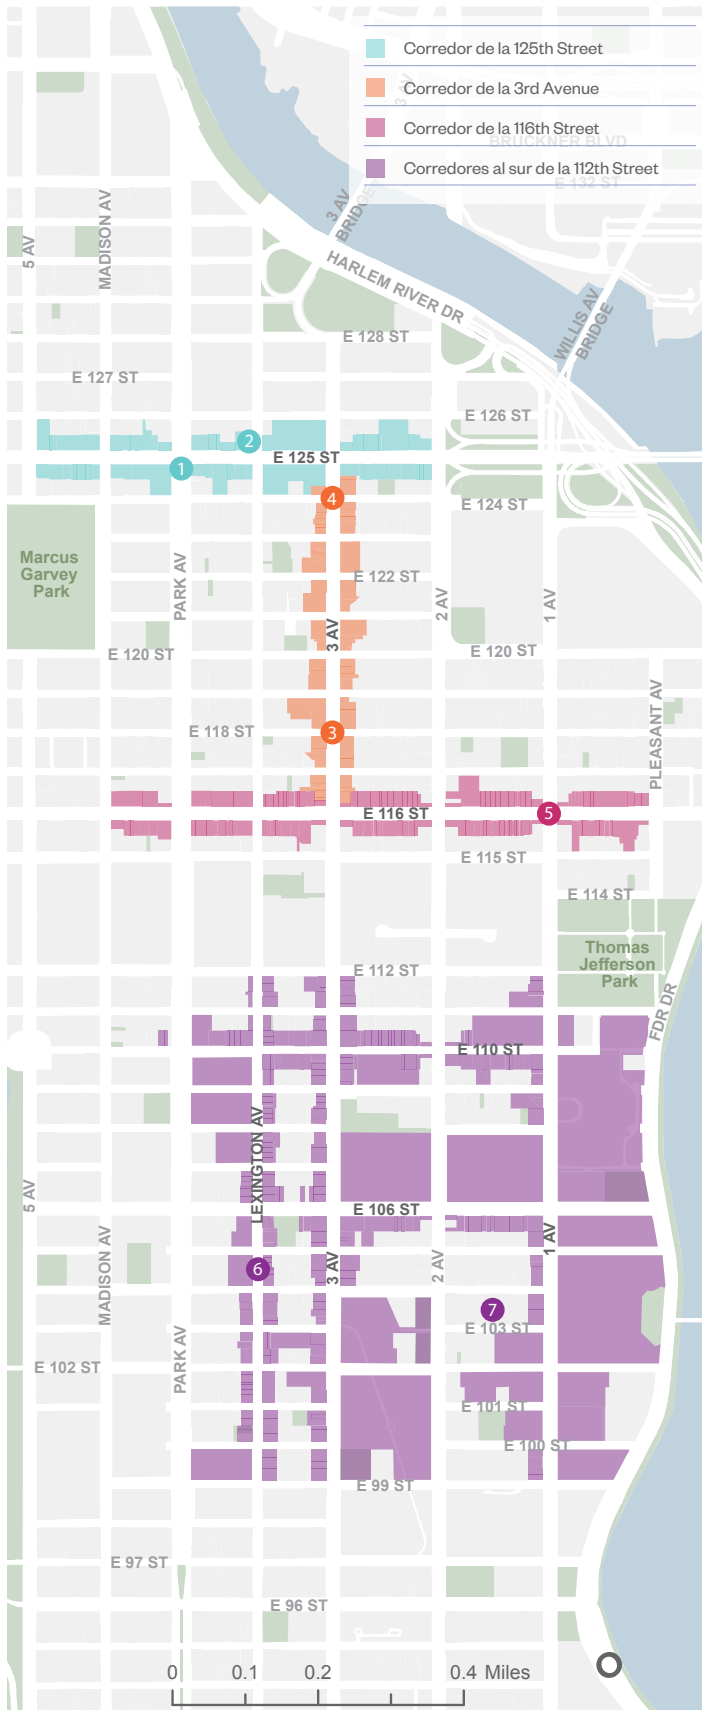 Corredor de la 125th Street
Corredor de la 3rd Avenue
3 AV
Corredor de la 116th Street
BRUCKNER BLVD
Corredores al sur de la 112th Street
E 132 ST
5 AV
MADISON AV
3 AV
BRIDGE
HARLEM RIVER DR
WILLIS AV
BRIDGE
E 128 ST
E 127 ST
E 126 ST
2
E 125 ST
1
4
E 124 ST
Marcus
Garvey
Park
PARK AV
E 122 ST
2 AV
1 AV
3 AV
E 120 ST
E 120 ST
PLEASANT AV
E 118 ST
3
E 116 ST
5
E 115 ST
E 114 ST
Thomas
Jefferson
Park
E 112 ST
FDR DR
E 110 ST
LEXINGTON AV
5 AV
E 106 ST
MADISON AV
3 AV
2 AV
1 AV
6
7
E 103 ST
PARK AV
E 102 ST
E 101 ST
E 100 ST
E 99 ST
E 97 ST
E 96 ST
0 0.1 0.2 0.4 Miles